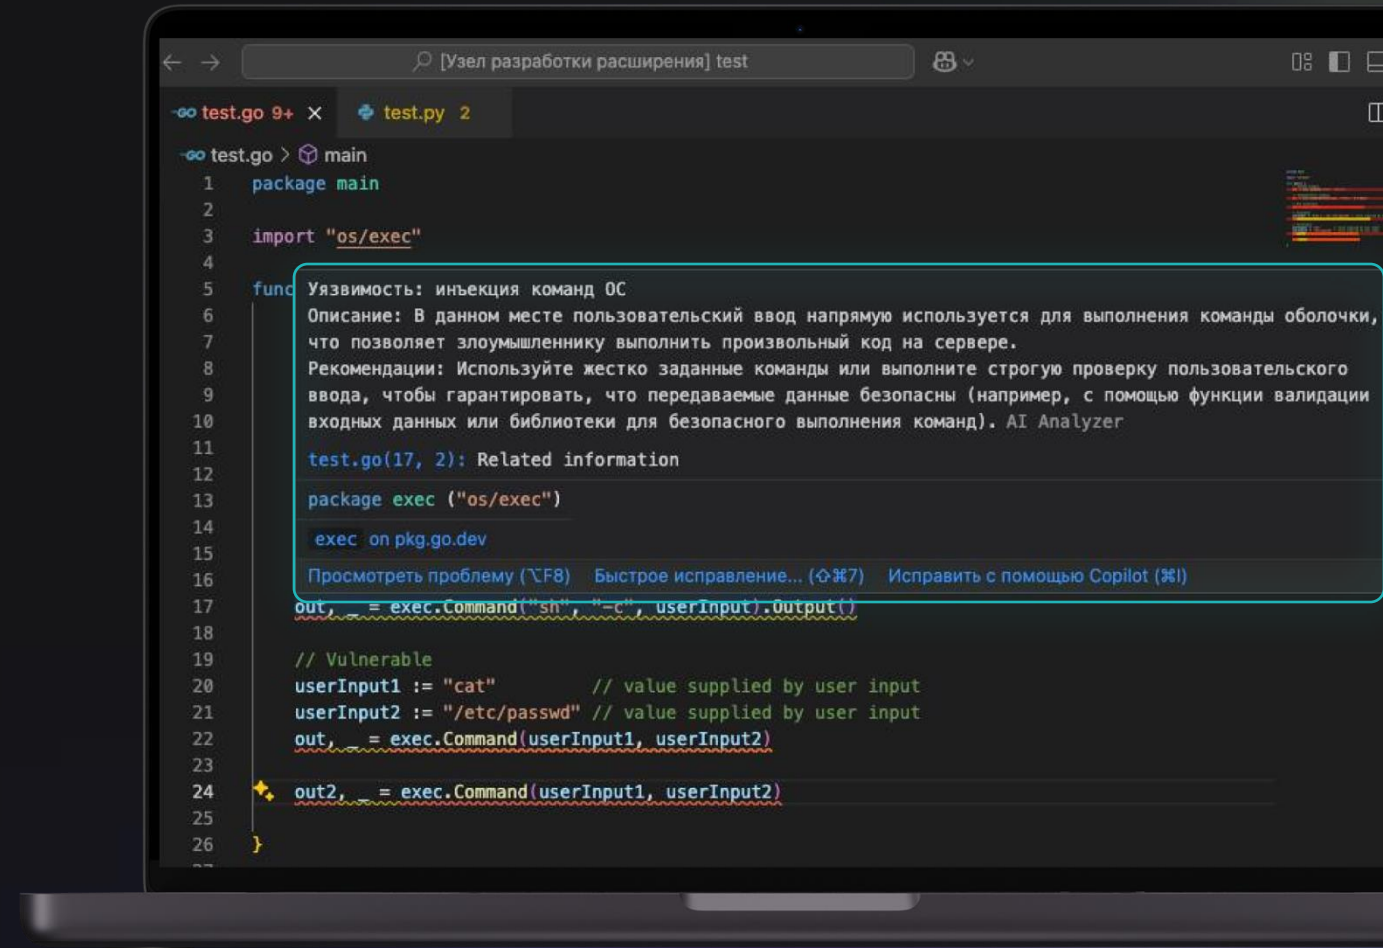 [Узел разработки расширения] test
test.go 9+ test.py 2
test.go > main
1 package main
2
3 import "os/exec"
4
5 func
6
7
8
9
10
11
12
13
14
15
16
Уязвимость: инъекция команд ОС
Описание: В данном месте пользовательский ввод напрямую используется для выполнения команды оболочки,
что позволяет злоумышленнику выполнить произвольный код на сервере.
Рекомендации: Используйте жестко заданные команды или выполните строгую проверку пользовательского
ввода, чтобы гарантировать, что передаваемые данные безопасны (например, с помощью функции валидации
входных данных или библиотеки для безопасного выполнения команд). AI Analyzer
test.go(17, 2): Related information
package exec ("os/exec")
exec on pkg.go.dev
Просмотреть проблему (⌥F8) Быстрое исправление... (⇧⌘7) Исправить с помощью Copilot (⌘I)
17 out, _ = exec.Command("sh", "-c", userInput).Output()
18
19 // Vulnerable
20 userInput1 := "cat" // value supplied by user input
21 userInput2 := "/etc/passwd" // value supplied by user input
22 out, _ = exec.Command(userInput1, userInput2)
23
24 out2, _ = exec.Command(userInput1, userInput2)
25
26 }